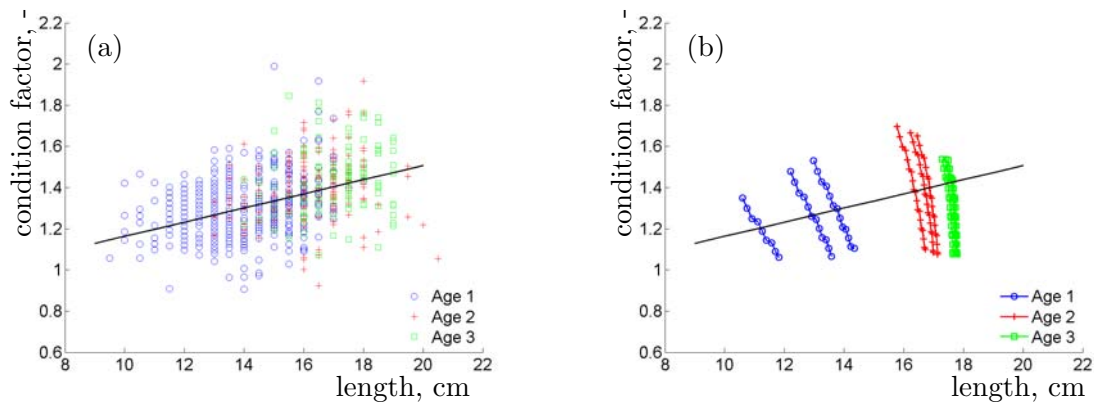 condition factor, -
2.2
2
1.8
1.6
1.4
1.2
1
0.8
0.6
(a)
Age 1
Age 2
Age 3
8 10 12 14 16 18 20 22
length, cm
condition factor, -
2.2
2
1.8
1.6
1.4
1.2
1
0.8
0.6
(b)
Age 1
Age 2
Age 3
8 10 12 14 16 18 20 22
length, cm